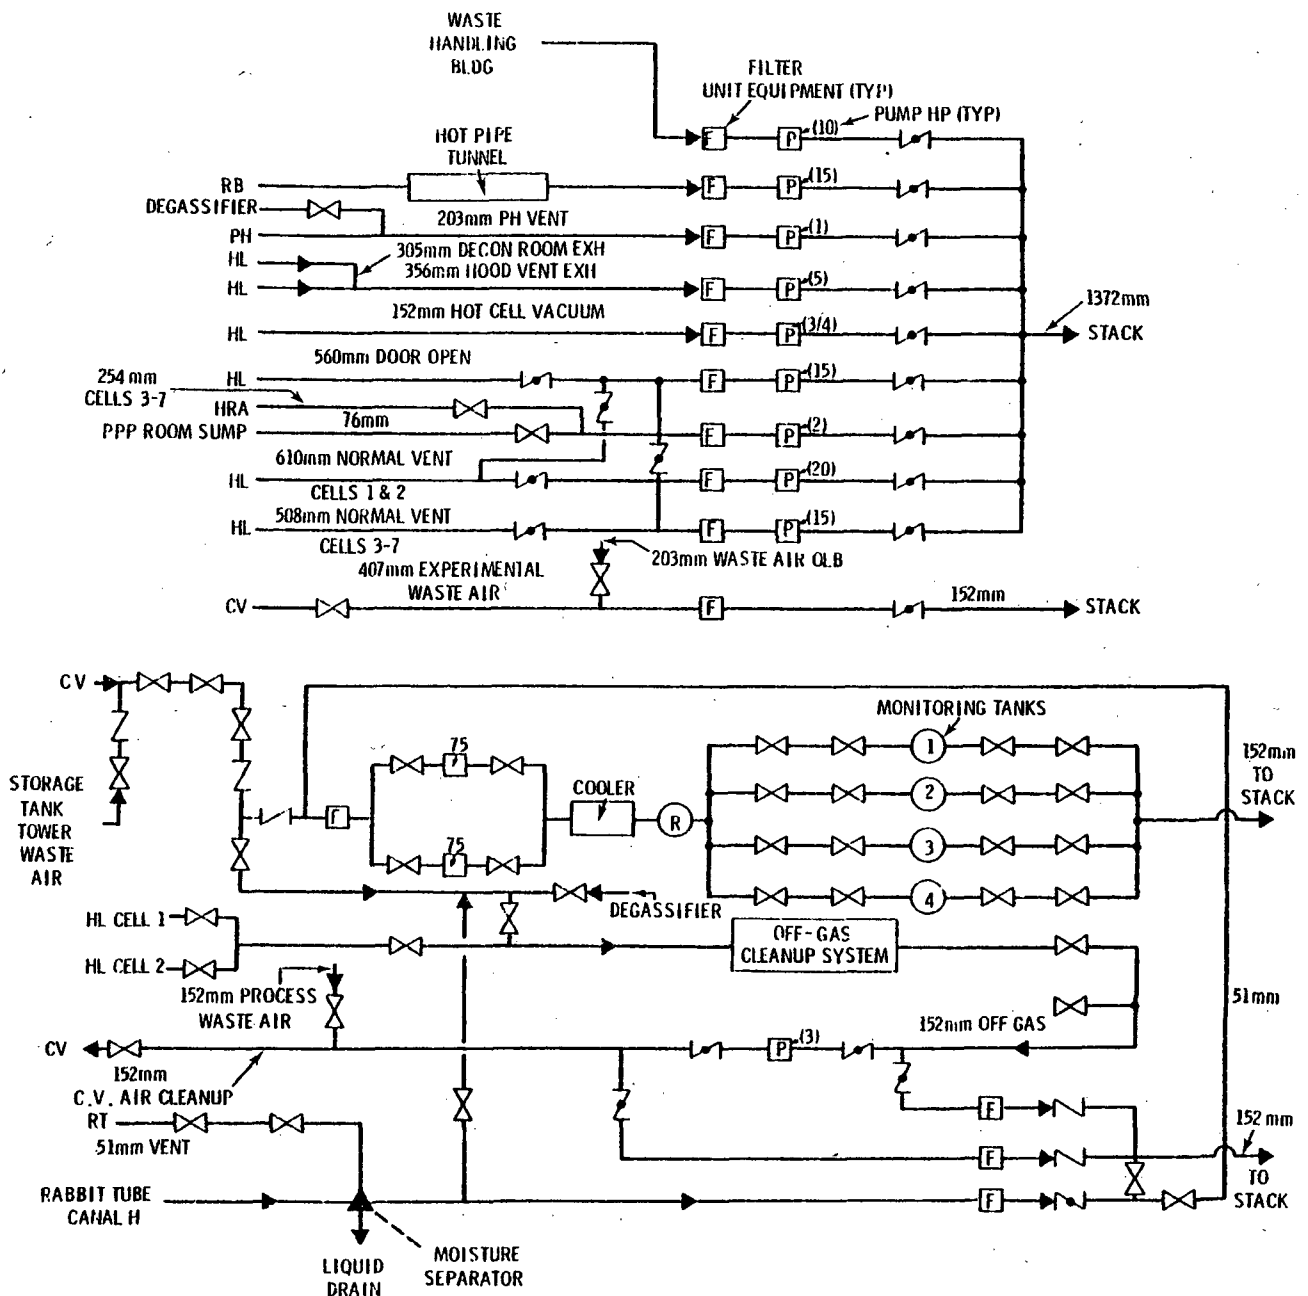 WASTE
HANDLING
BLDG
FILTER
UNIT EQUIPMENT (TYP)
PUMP HP (TYP)
F P (10)
HOT PIPE
TUNNEL
RB
F P (15)
DEGASSIFIER
203mm PH VENT
PH
F P (1)
HL
305mm DECON ROOM EXH
356mm HOOD VENT EXH
HL
F P (5)
152mm HOT CELL VACUUM
HL
F P (3/4)
1372mm
STACK
560mm DOOR OPEN
254 mm
CELLS 3-7
HL
F P (15)
HRA
76mm
PPP ROOM SUMP
F P (2)
610mm NORMAL VENT
HL
CELLS 1 & 2
F P (20)
508mm NORMAL VENT
HL
CELLS 3-7
F P (15)
203mm WASTE AIR QLB
407mm EXPERIMENTAL
WASTE AIR
CV
F
152mm
STACK
CV
STORAGE
TANK
TOWER
WASTE
AIR
75
75
COOLER
R
MONITORING TANKS
1
2
3
4
152mm
TO
STACK
DEGASSIFIER
HL CELL 1
HL CELL 2
OFF-GAS
CLEANUP SYSTEM
152mm PROCESS
WASTE AIR
51mm
152mm OFF GAS
CV
P (3)
152mm
C.V. AIR CLEANUP
RT
51mm VENT
F
152 mm
F
TO
STACK
RABBIT TUBE
CANAL H
F
LIQUID
DRAIN
MOISTURE
SEPARATOR